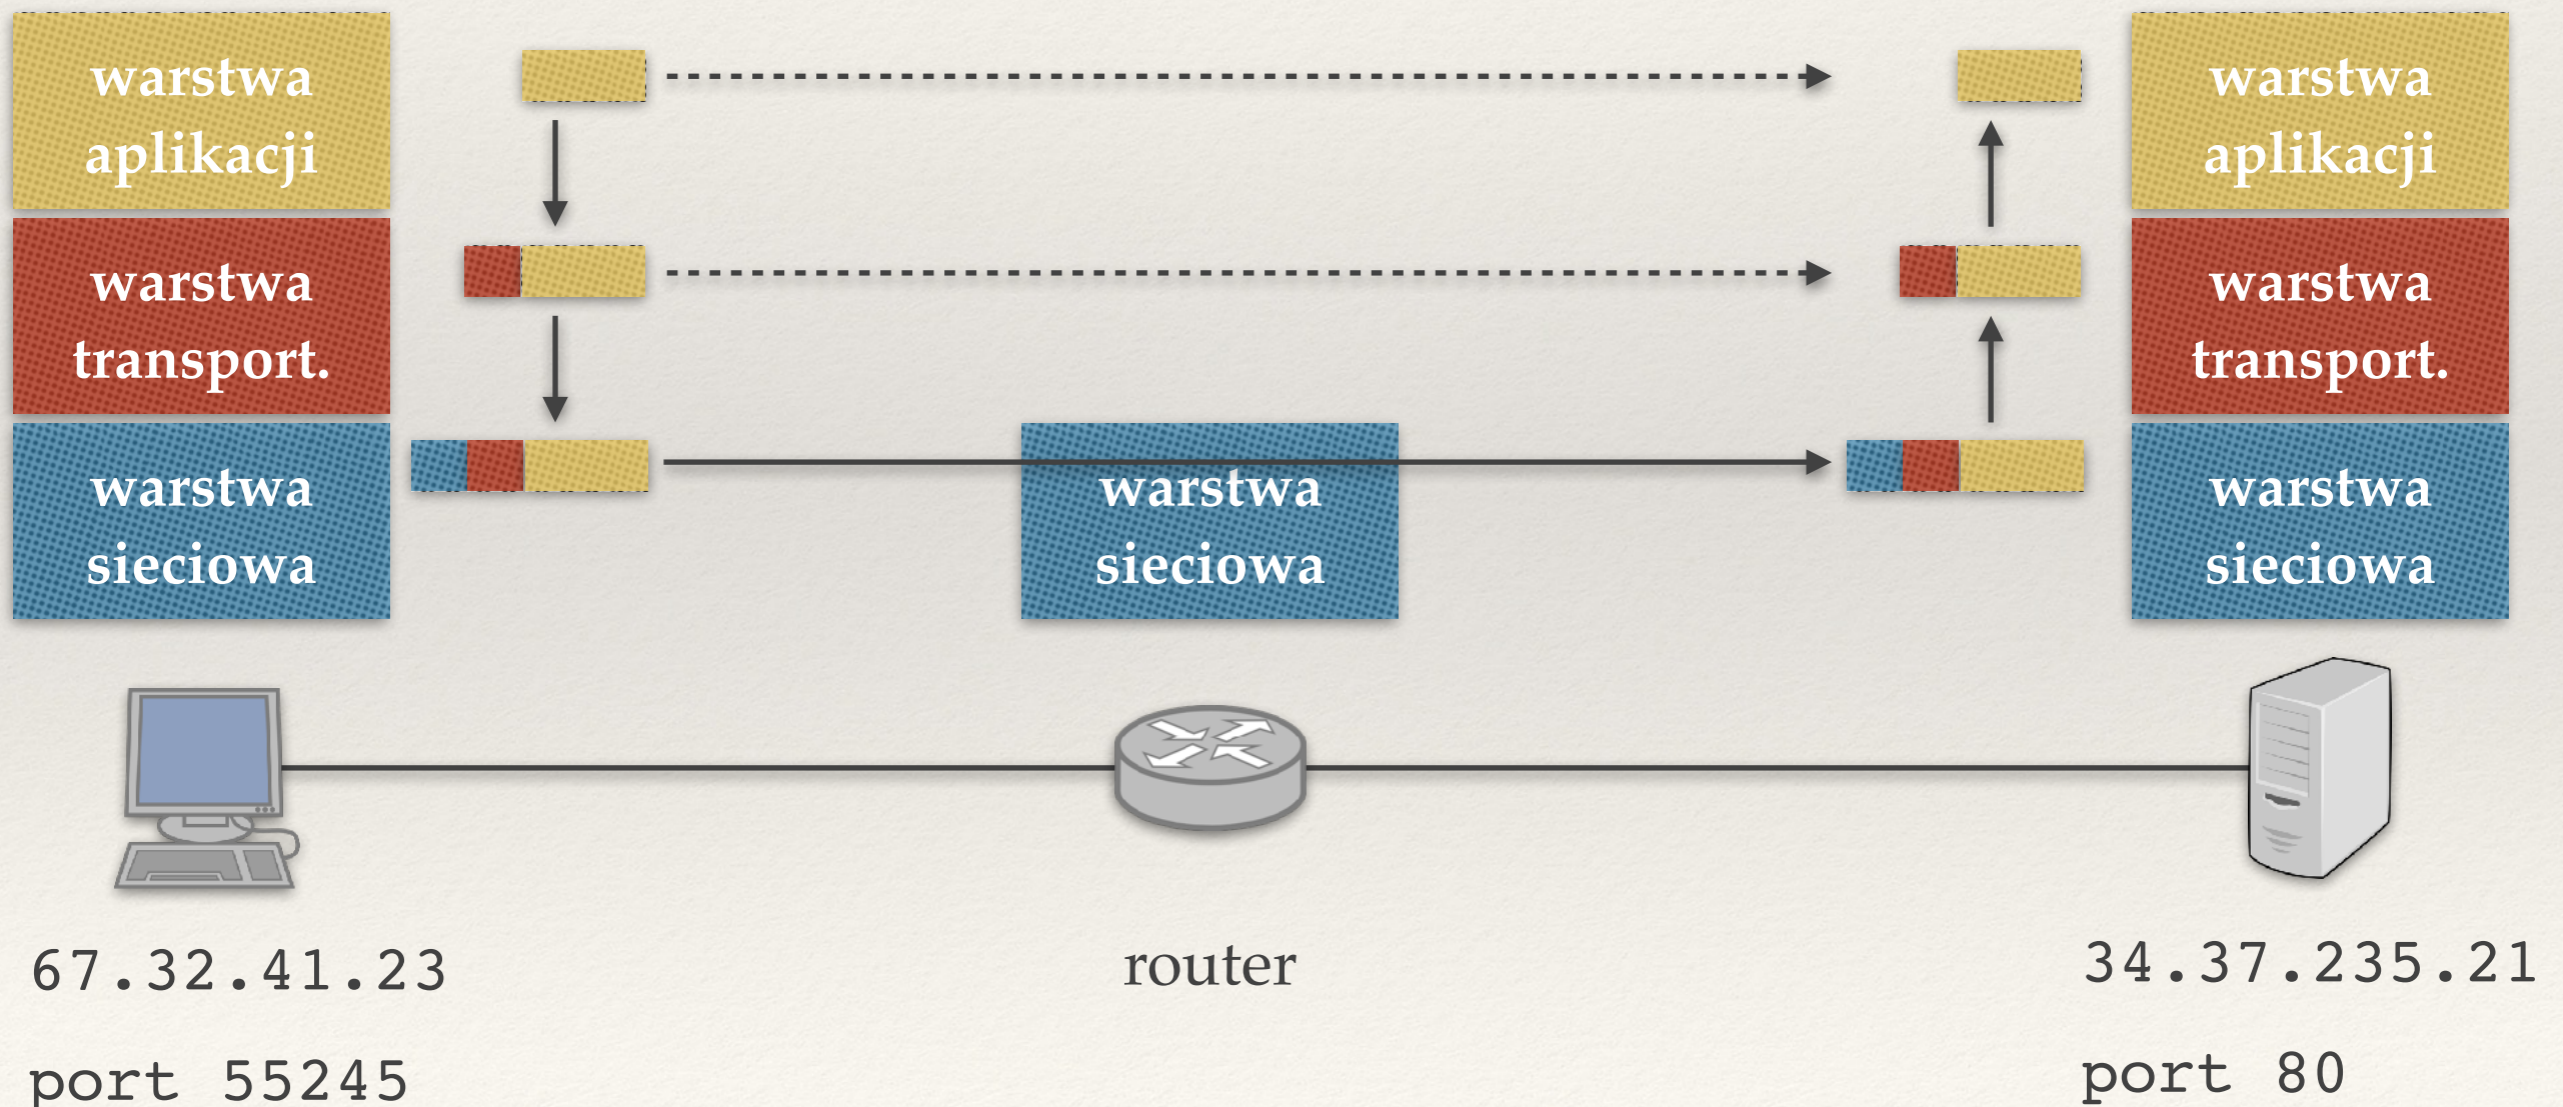 warstwa
aplikacji
warstwa
transport.
warstwa
sieciowa
warstwa
sieciowa
warstwa
aplikacji
warstwa
transport.
warstwa
sieciowa
67.32.41.23
port 55245
router
34.37.235.21
port 80